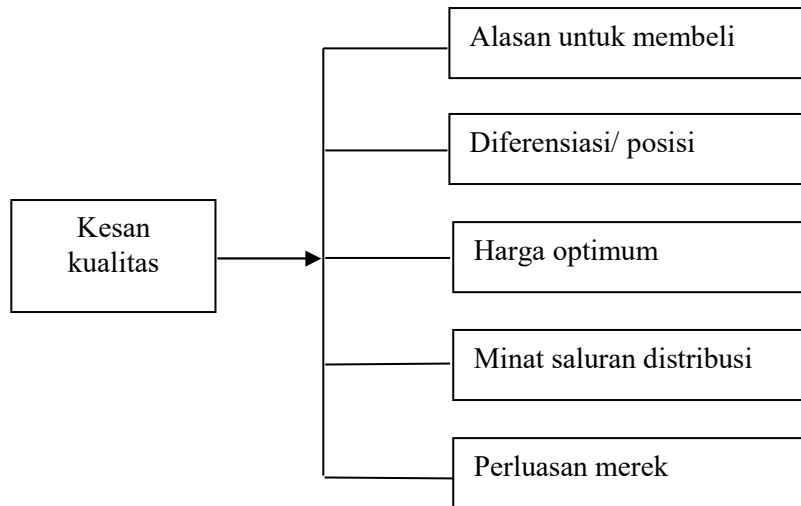 Alasan untuk membeli
Diferensiasi/ posisi
Kesan
kualitas
Harga optimum
Minat saluran distribusi
Perluasan merek